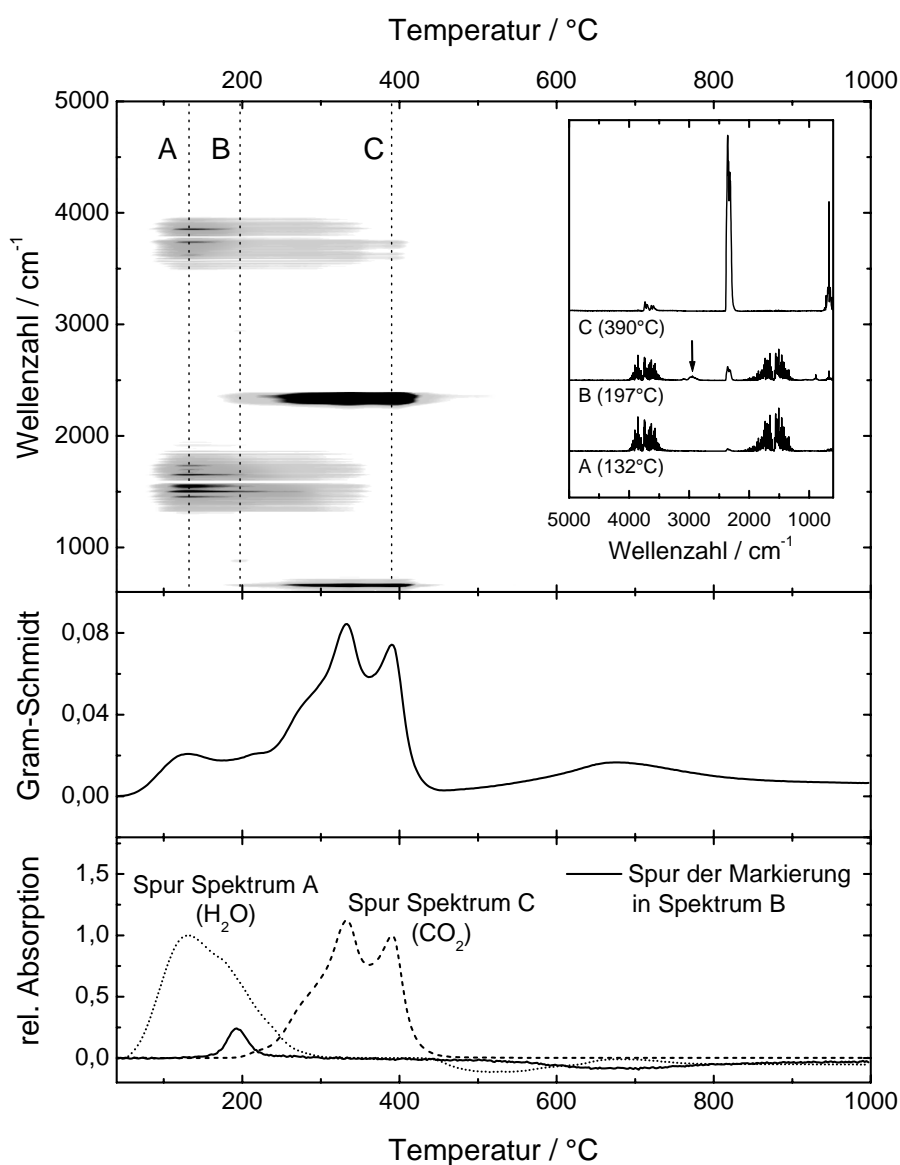 Temperatur / °C
200 400 600 800 1000
5000
4000
3000
2000
1000
Wellenzahl / cm⁻¹
A B C
C (390°C)
B (197°C)
A (132°C)
5000 4000 3000 2000 1000
Wellenzahl / cm⁻¹
0,08
0,04
0,00
Gram-Schmidt
1,5
1,0
0,5
0,0
rel. Absorption
Spur Spektrum A
(H₂O)
Spur Spektrum C
(CO₂)
Spur der Markierung
in Spektrum B
200 400 600 800 1000
Temperatur / °C